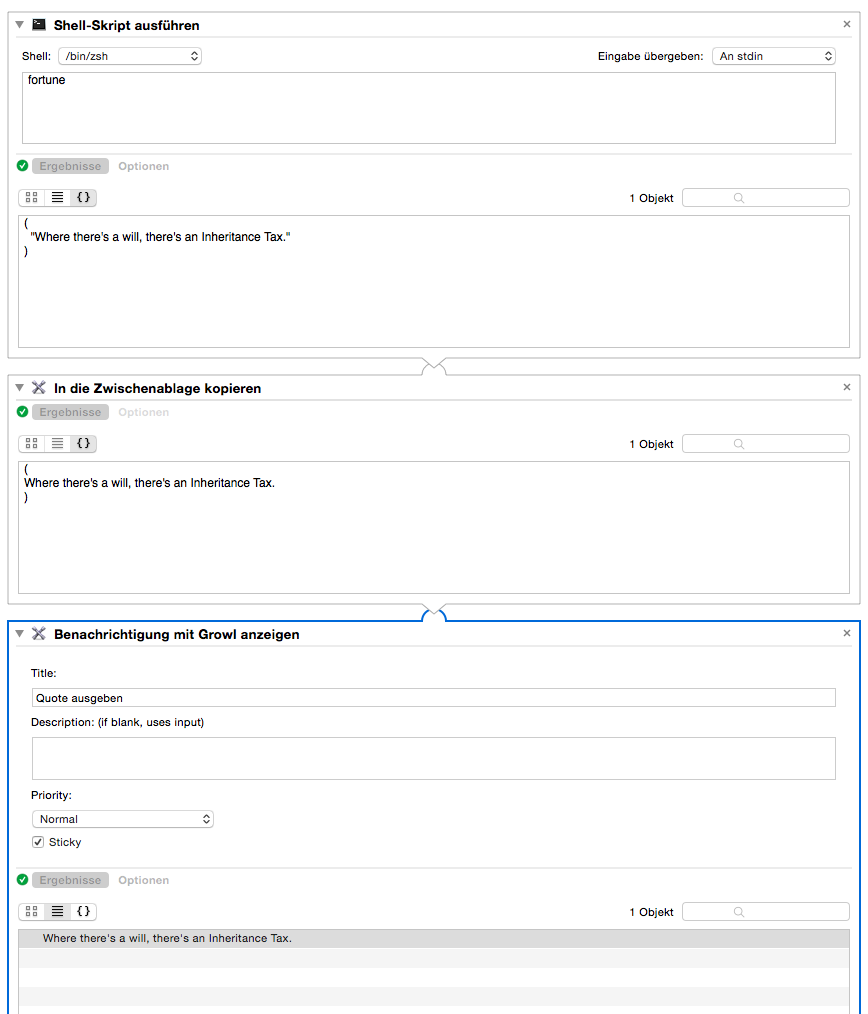 Shell-Skript ausführen
Shell: /bin/zsh Eingabe übergeben: An stdin
fortune
Ergebnisse Optionen
1 Objekt
(
"Where there's a will, there's an Inheritance Tax."
)
In die Zwischenablage kopieren
Ergebnisse Optionen
1 Objekt
(
Where there's a will, there's an Inheritance Tax.
)
Benachrichtigung mit Growl anzeigen
Title:
Quote ausgeben
Description: (if blank, uses input)
Priority:
Normal
Sticky
Ergebnisse Optionen
1 Objekt
Where there's a will, there's an Inheritance Tax.